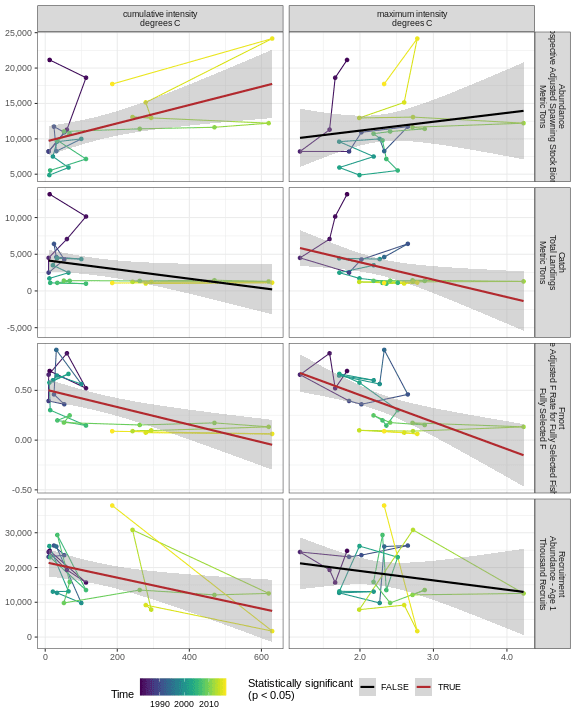 cumulative intensity
degrees C
maximum intensity
degrees C
25,000
20,000
15,000
10,000
5,000
Abundance
Adjusted Spawning Stock
Metric Tons
10,000
5,000
0
-5,000
Catch
Total Landings
Metric Tons
0.50
0.00
-0.50
Fmort
Adjusted F Rate for Fully Selected
Fully Selected F
30,000
20,000
10,000
0
Recruitment
Abundance - Age 1
Thousand Recruits
0 200 400 600
2.0 3.0 4.0
Time
1990 2000 2010
Statistically significant
(p < 0.05)
FALSE TRUE